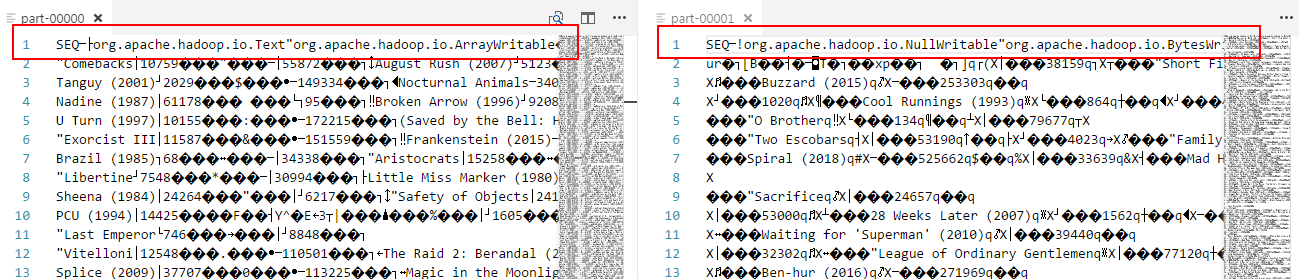 part-00000
1 SEQ─├org.apache.hadoop.io.Text"org.apache.hadoop.io.ArrayWritable
2 "Comebacks│10759 │55872 August Rush (2007) 5123
3 Tanguy (2001) 2029 $ 149334 Nocturnal Animals─340
4 Nadine (1987)│61178 95 ‼Broken Arrow (1996) 9208
5 U Turn (1997)│10155 : 172215 (Saved by the Bell: H
6 "Exorcist III│11587 & 151559 ‼Frankenstein (2015)─
7 Brazil (1985) 68 │34338 "Aristocrats│15258
8 "Libertine 7548 * │30994 Little Miss Marker (1980)
9 Sheena (1984)│24264 " │6217 "Safety of Objects│241
10 PCU (1994)│14425 F Y^ E % │ 1605
11 "Last Emperor 746 │ 8848
12 "Vitelloni│12548 . 110501 The Raid 2: Berandal (2
13 Splice (2009)│37707 0 113225 Magic in the Moonlig
part-00001
1 SEQ─!org.apache.hadoop.io.NullWritable"org.apache.hadoop.io.BytesWri
2 ur [B T xp ]q (X│ 38159q X "Short Fi
3 X Buzzard (2015)q X─ 253303q q
4 X 1020q X Cool Runnings (1993)q X 864q q X
5 "O Brotherq‼X 134q q X│ 79677q X
6 "Two Escobarsq X│ 53190q q X 4023q X "Family
7 Spiral (2018)q#X─ 525662q$ q%X│ 33639q&X Mad H
8 X
9 "Sacrificeq X│ 24657q q
10 X│ 53000q X 28 Weeks Later (2007)q X 1562q q X─
11 X Waiting for 'Superman' (2010)q X│ 39440q q
12 X│ 32302q X "League of Ordinary Gentlemenq X│ 77120q
13 X Ben-hur (2016)q X─ 271969q q